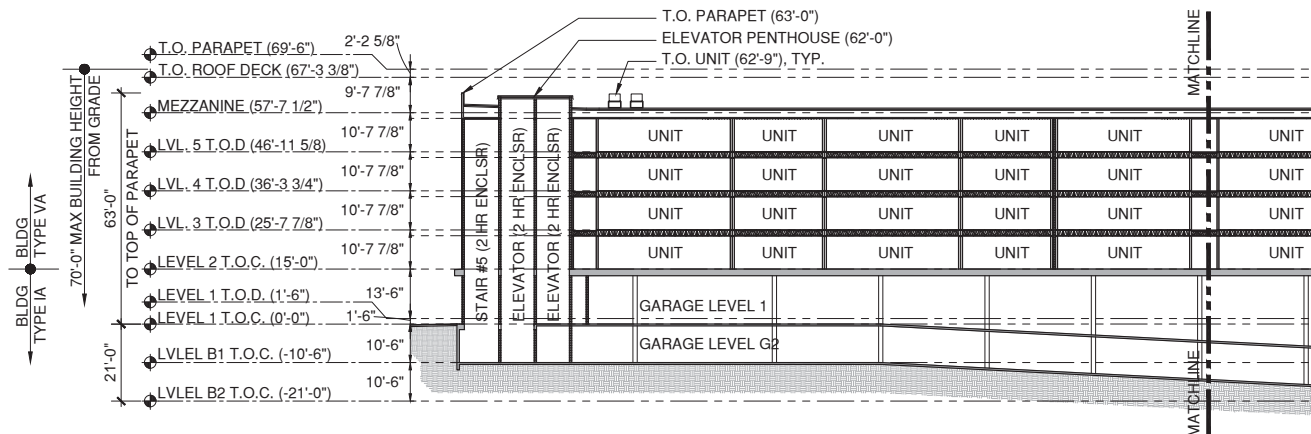 T.O. PARAPET (63'-0")
ELEVATOR PENTHOUSE (62'-0")
T.O. UNIT (62'-9"), TYP.
T.O. PARAPET (69'-6")
2'-2 5/8"
T.O. ROOF DECK (67'-3 3/8")
9'-7 7/8"
MEZZANINE (57'-7 1/2")
10'-7 7/8"
LVL. 5 T.O.D (46'-11 5/8)
10'-7 7/8"
LVL. 4 T.O.D (36'-3 3/4")
10'-7 7/8"
LVL. 3 T.O.D (25'-7 7/8")
10'-7 7/8"
LEVEL 2 T.O.C. (15'-0")
13'-6"
LEVEL 1 T.O.D. (1'-6")
1'-6"
LEVEL 1 T.O.C. (0'-0")
10'-6"
LVLEL B1 T.O.C. (-10'-6")
10'-6"
LVLEL B2 T.O.C. (-21'-0")
BLDG
TYPE VA
BLDG
TYPE IA
70'-0" MAX BUILDING HEIGHT
FROM GRADE
63'-0"
TO TOP OF PARAPET
21'-0"
STAIR #5 (2 HR ENCLSR)
ELEVATOR (2 HR ENCLSR)
ELEVATOR (2 HR ENCLSR)
UNIT UNIT UNIT UNIT UNIT UNIT
UNIT UNIT UNIT UNIT UNIT UNIT
UNIT UNIT UNIT UNIT UNIT UNIT
UNIT UNIT UNIT UNIT UNIT UNIT
GARAGE LEVEL 1
GARAGE LEVEL G2
MATCHLINE
MATCHLINE